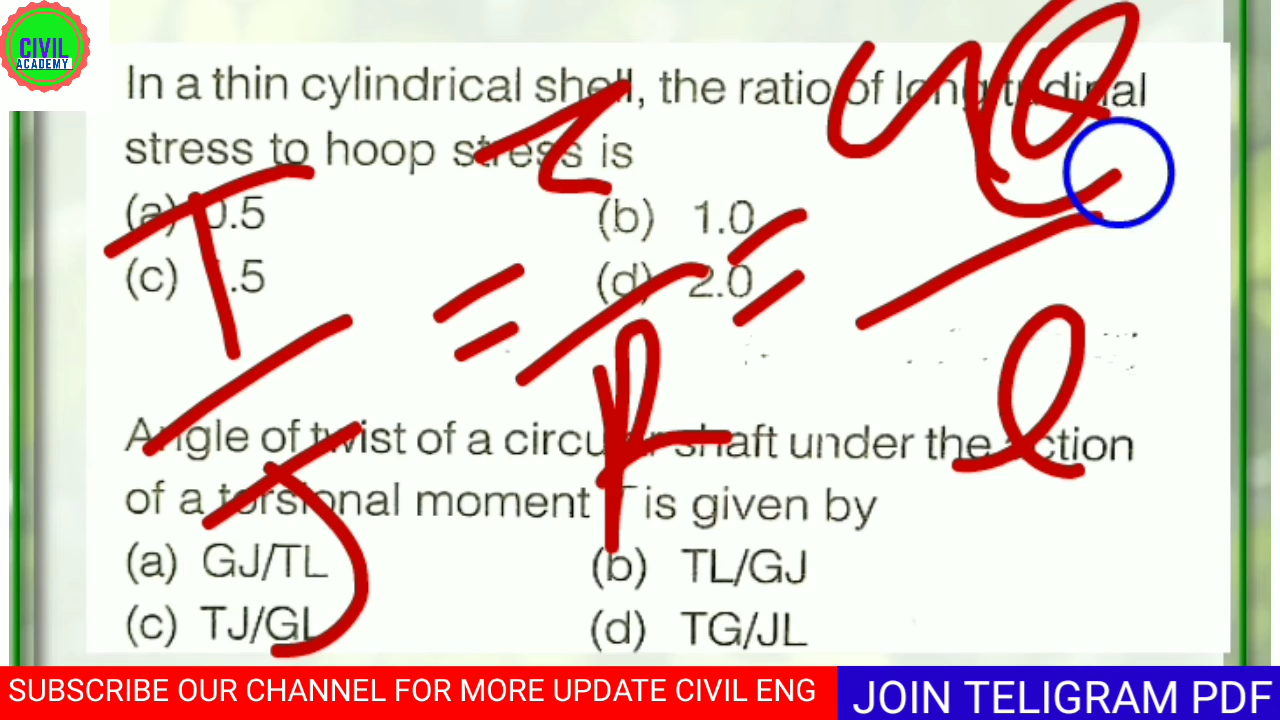 CIVIL
ACADEMY
In a thin cylindrical shell, the ratio of longitudinal
stress to hoop stress is
(a) 0.5 (b) 1.0
(c) .5 (d) 2.0
T = τ = Gθ
Angle of twist of a circular shaft under the action
J R l
of a torsional moment T is given by
(a) GJ/TL (b) TL/GJ
(c) TJ/GL (d) TG/JL
SUBSCRIBE OUR CHANNEL FOR MORE UPDATE CIVIL ENG
JOIN TELIGRAM PDF